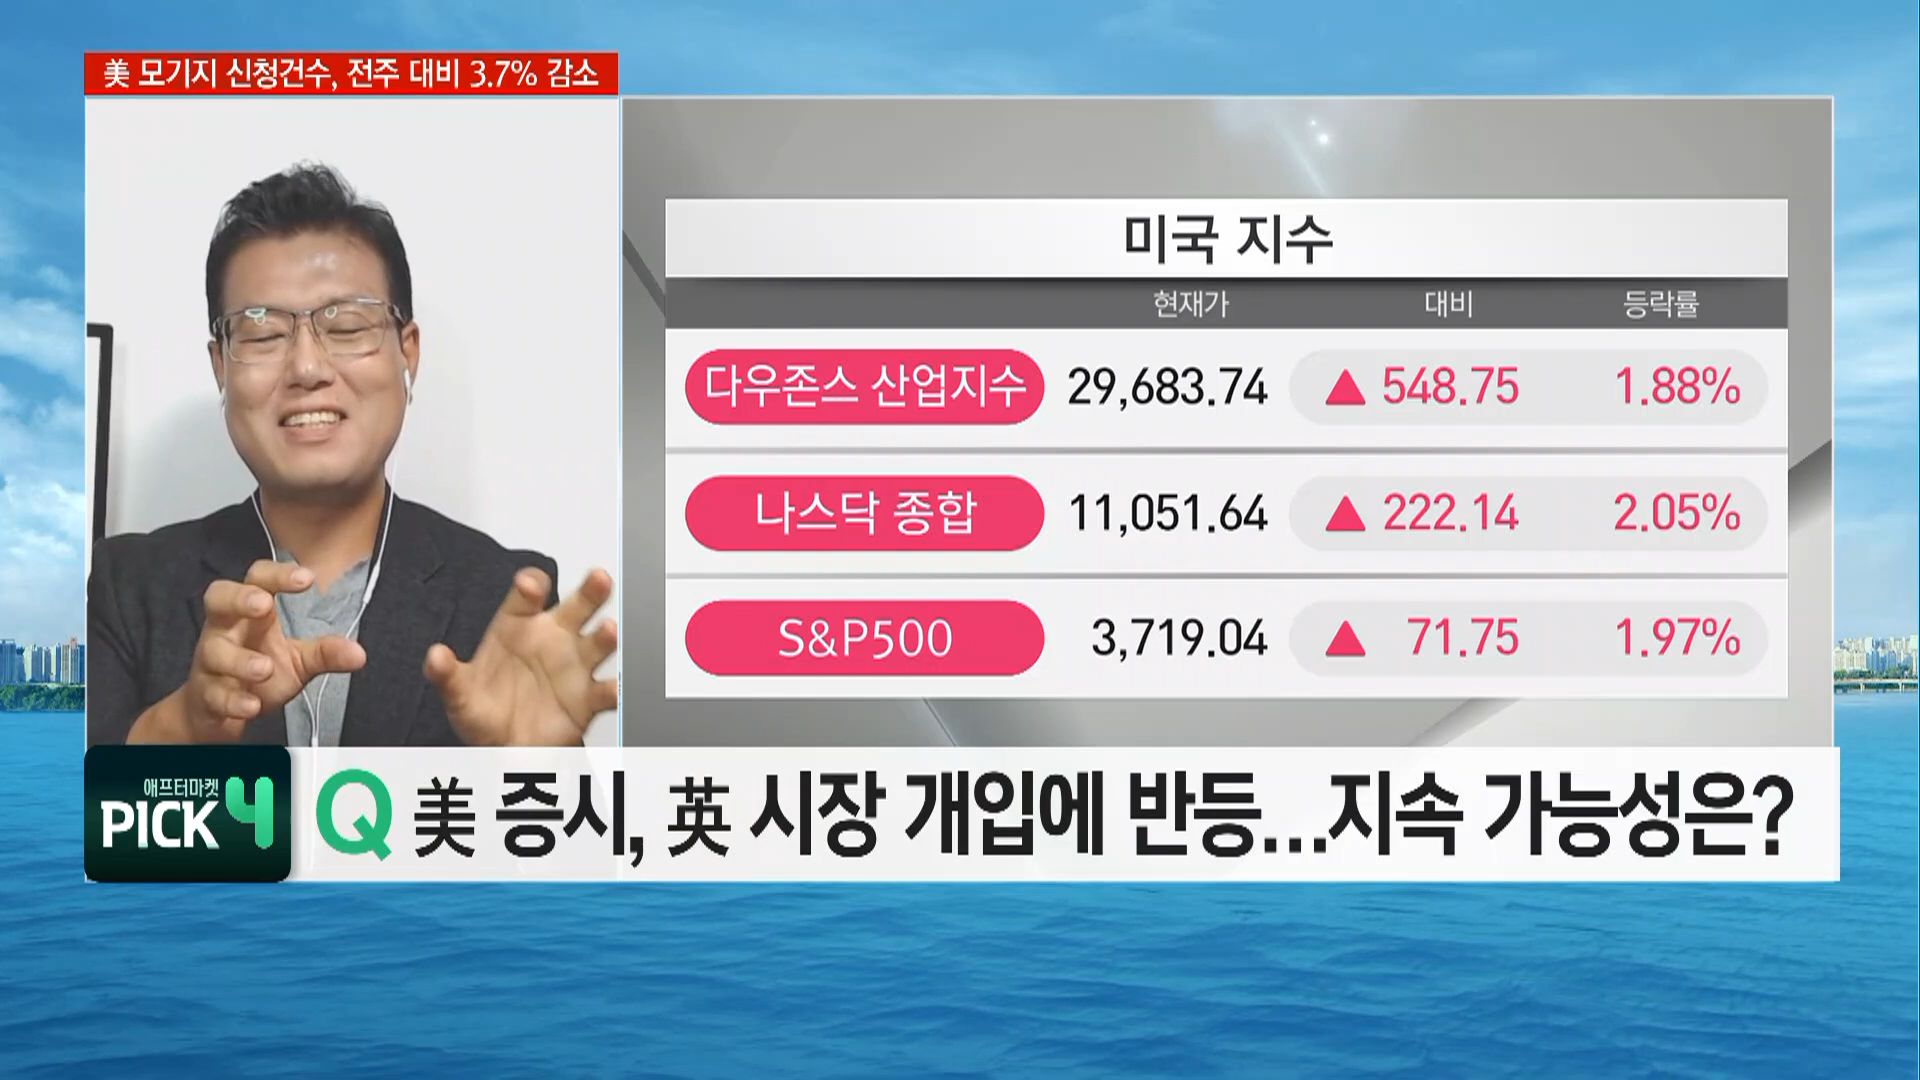 美 모기지 신청건수, 전주 대비 3.7% 감소
미국 지수
현재가 대비 등락률
다우존스 산업지수 29,683.74 ▲ 548.75 1.88%
나스닥 종합 11,051.64 ▲ 222.14 2.05%
S&P500 3,719.04 ▲ 71.75 1.97%
애프터마켓
PICK 4
Q 美 증시, 英 시장 개입에 반등...지속 가능성은?